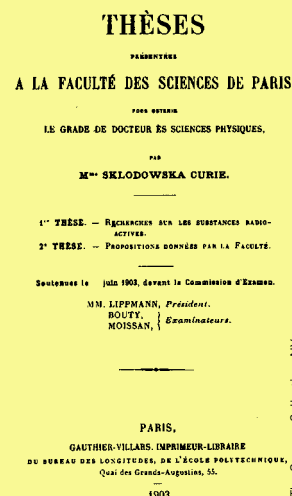 THÈSES
PRÉSENTÉES
A LA FACULTÉ DES SCIENCES DE PARIS
POUR OBTENIR
LE GRADE DE DOCTEUR ÈS SCIENCES PHYSIQUES,
PAR
Mme SKLODOWSKA CURIE.
1re THÈSE. — RECHERCHES SUR LES SUBSTANCES RADIO-
ACTIVES.
2e THÈSE. — PROPOSITIONS DONNÉES PAR LA FACULTÉ.
Soutenues le juin 1903, devant la Commission d'Examen.
MM. LIPPMANN, Président.
BOUTY, } Examinateurs.
MOISSAN,
PARIS,
GAUTHIER-VILLARS, IMPRIMEUR-LIBRAIRE
DU BUREAU DES LONGITUDES, DE L'ÉCOLE POLYTECHNIQUE,
Quai des Grands-Augustins, 55.
1903